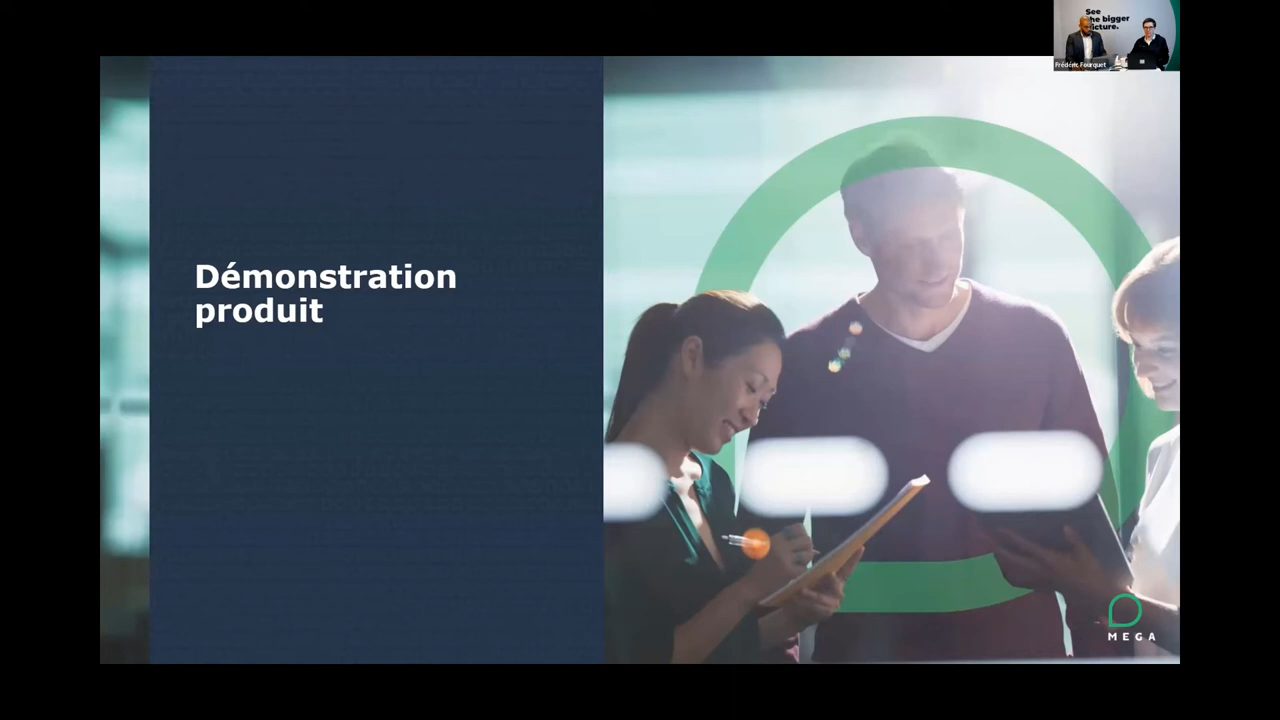 See
the bigger
picture.
Frédéric Fourquet
Démonstration
produit
MEGA